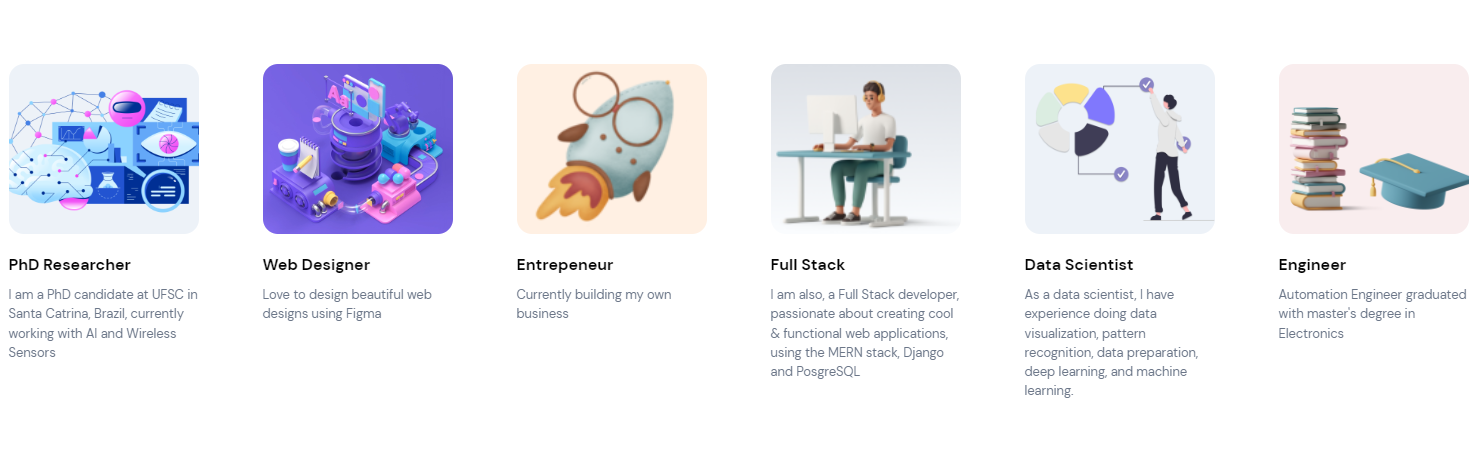 Aa
PhD Researcher
I am a PhD candidate at UFSC in
Santa Catrina, Brazil, currently
working with AI and Wireless
Sensors
Web Designer
Love to design beautiful web
designs using Figma
Entrepeneur
Currently building my own
business
Full Stack
I am also, a Full Stack developer,
passionate about creating cool
& functional web applications,
using the MERN stack, Django
and PosgreSQL
Data Scientist
As a data scientist, I have
experience doing data
visualization, pattern
recognition, data preparation,
deep learning, and machine
learning.
Engineer
Automation Engineer graduated
with master's degree in
Electronics